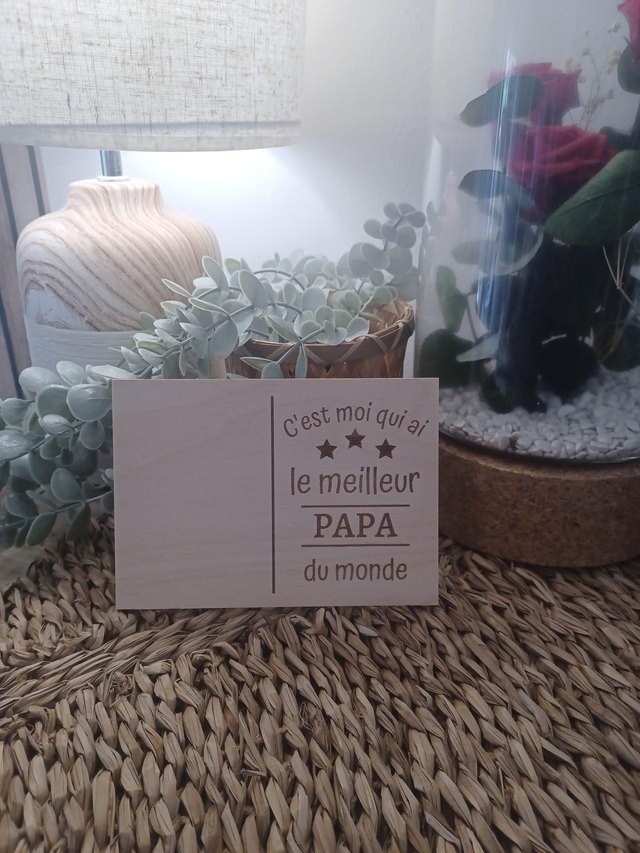 C'est moi qui ai
le meilleur
PAPA
du monde